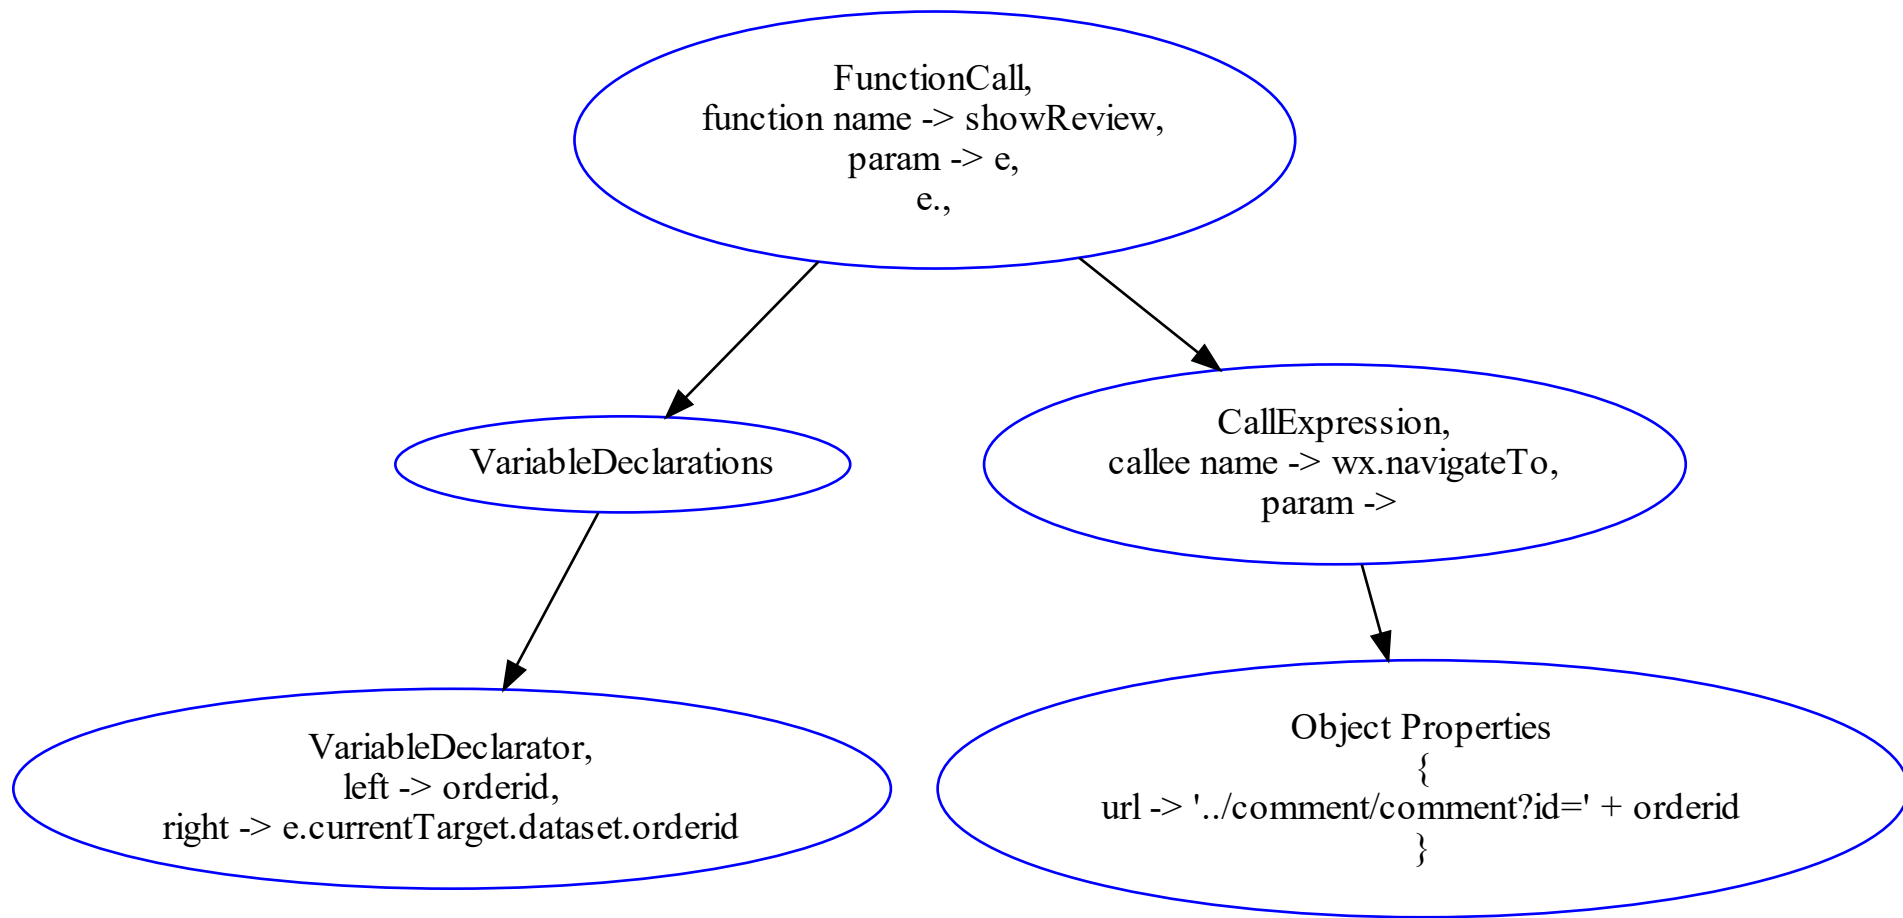 FunctionCall,
function name -> showReview,
param -> e,
e.,
VariableDeclarations
CallExpression,
callee name -> wx.navigateTo,
param ->
VariableDeclarator,
left -> orderid,
right -> e.currentTarget.dataset.orderid
Object Properties
{
url -> '../comment/comment?id=' + orderid
}